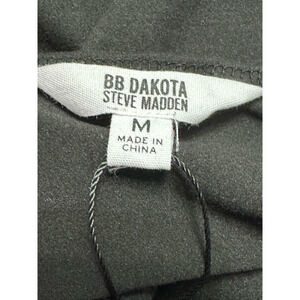 BB DAKOTA
STEVE MADDEN
M
MADE IN
CHINA